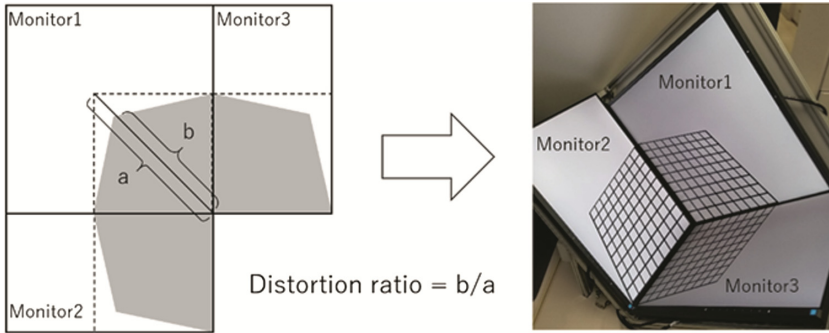 Monitor1
Monitor3
b
a
Monitor2
Distortion ratio = b/a
Monitor1
Monitor2
Monitor3